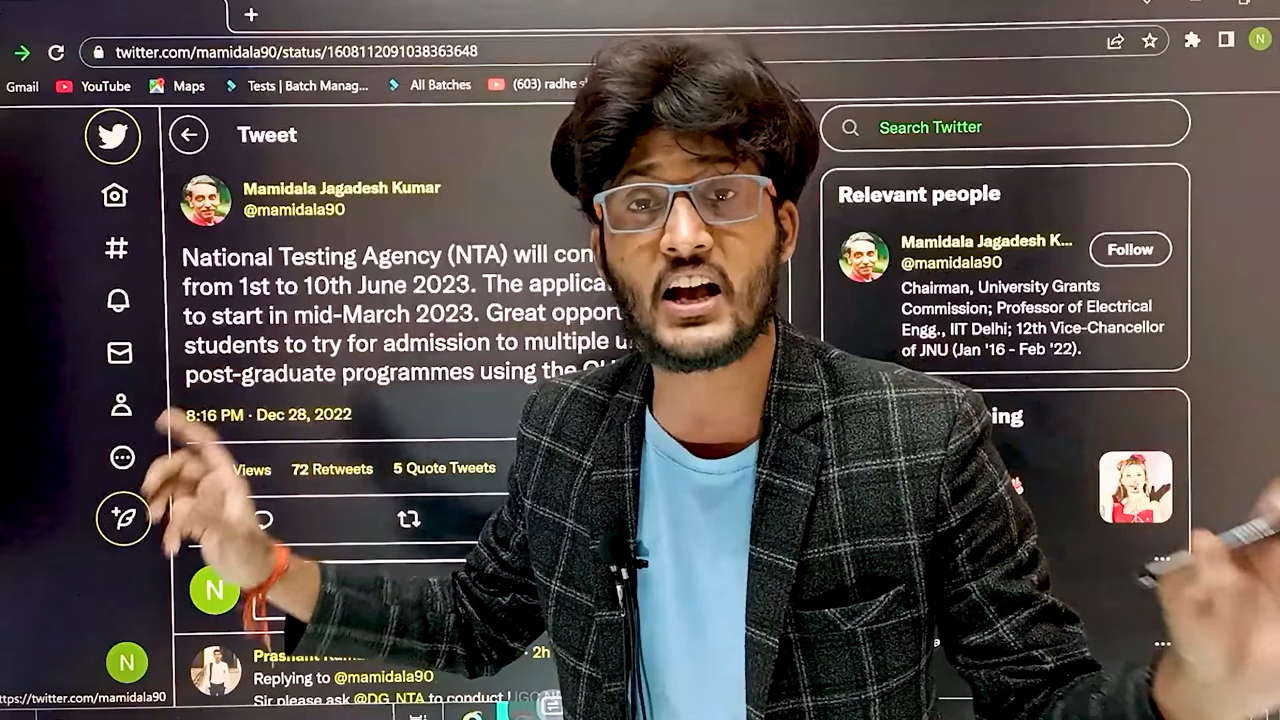 twitter.com/mamidala90/status/1608112091038363648
N
Gmail
YouTube
Maps
Tests | Batch Manag...
All Batches
(603) radhe
Tweet
Search Twitter
Mamidala Jagadesh Kumar
@mamidala90
National Testing Agency (NTA) will
from 1st to 10th June 2023. The
to start in mid-March 2023. Great
students to try for admission to multiple
post-graduate programmes using the
8:16 PM · Dec 28, 2022
Views 72 Retweets 5 Quote Tweets
Relevant people
Mamidala Jagadesh K...
@mamidala90
Follow
Chairman, University Grants
Commission; Professor of Electrical
Engg., IIT Delhi; 12th Vice-Chancellor
of JNU (Jan '16 - Feb '22).
N
N
Prashant
· 2h
Replying to @mamidala90
Sir please ask @DG_NTA to conduct
ttps://twitter.com/mamidala90